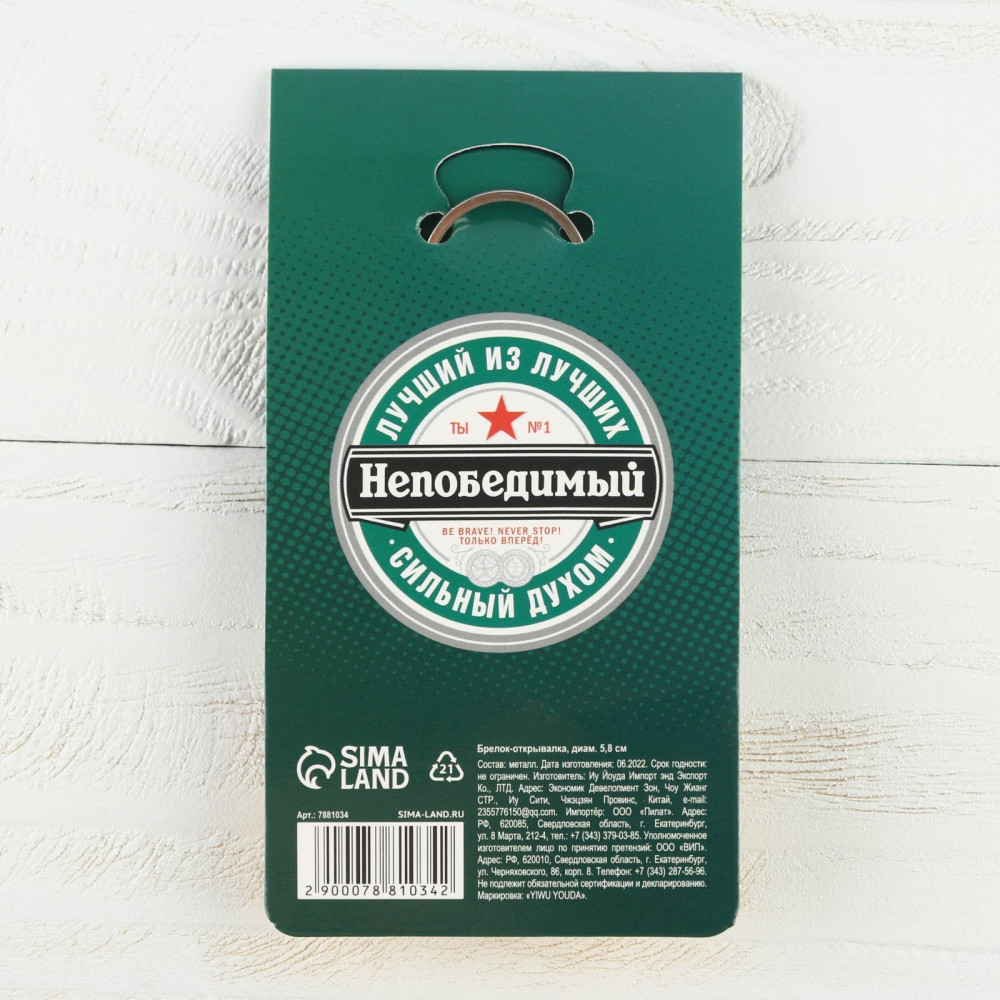 ЛУЧШИЙ ИЗ ЛУЧШИХ
ТЫ №1
Непобедимый
BE BRAVE! NEVER STOP!
ТОЛЬКО ВПЕРЁД!
· СИЛЬНЫЙ ДУХОМ ·
SIMA
LAND
21
Арт.: 7881034 SIMA-LAND.RU
2 900078 810342
Брелок-открывалка, диам. 5,8 см
Состав: металл. Дата изготовления: 06.2022. Срок годности:
не ограничен. Изготовитель: Иу Йоуда Импорт энд Экспорт
Ко., ЛТД. Адрес: Экономик Девелопмент Зон, Чоу Жианг
СТР., Иу Сити, Чжэцзян Провинс, Китай, e-mail:
2355776150@qq.com. Импортёр: ООО «Пилат». Адрес:
РФ, 620085, Свердловская область, г. Екатеринбург,
ул. 8 Марта, 212-4, тел.: +7 (343) 379-03-85. Уполномоченное
изготовителем лицо по принятию претензий: ООО «ВИП».
Адрес: РФ, 620010, Свердловская область, г. Екатеринбург,
ул. Черняховского, 86, корп. 8. Телефон: +7 (343) 287-56-96.
Не подлежит обязательной сертификации и декларированию.
Маркировка: «YIWU YOUDA».